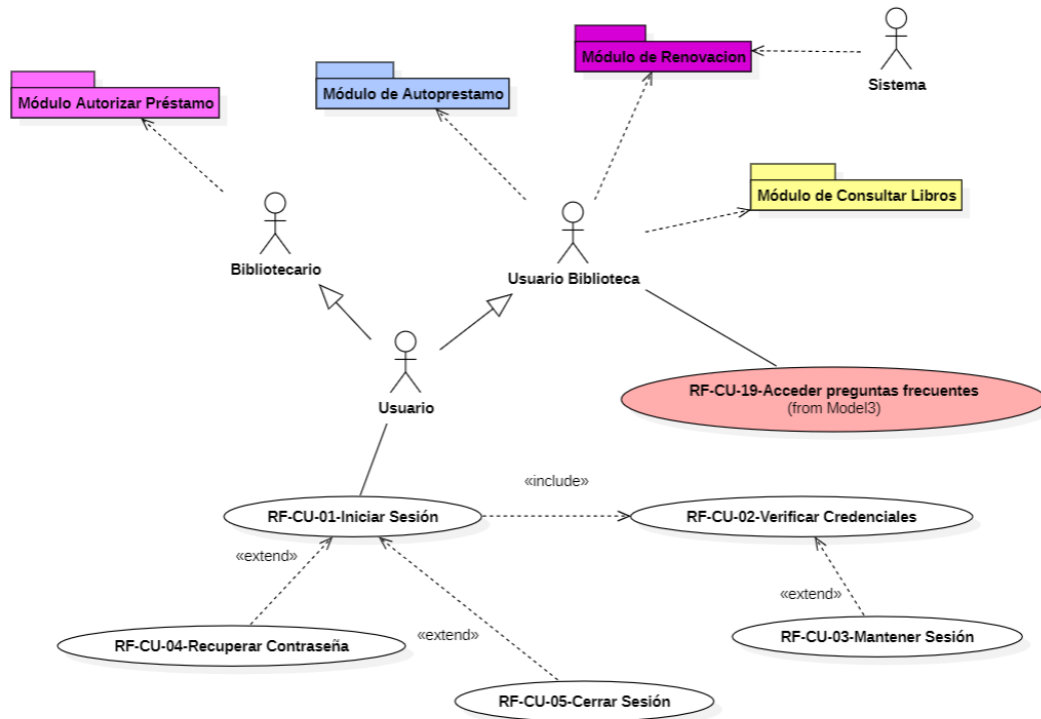 Módulo de Renovacion
Sistema
Módulo Autorizar Préstamo
Módulo de Autoprestamo
Módulo de Consultar Libros
Bibliotecario
Usuario Biblioteca
RF-CU-19-Acceder preguntas frecuentes
(from Model3)
Usuario
«include»
RF-CU-01-Iniciar Sesión
RF-CU-02-Verificar Credenciales
«extend»
«extend»
«extend»
RF-CU-04-Recuperar Contraseña
RF-CU-03-Mantener Sesión
RF-CU-05-Cerrar Sesión